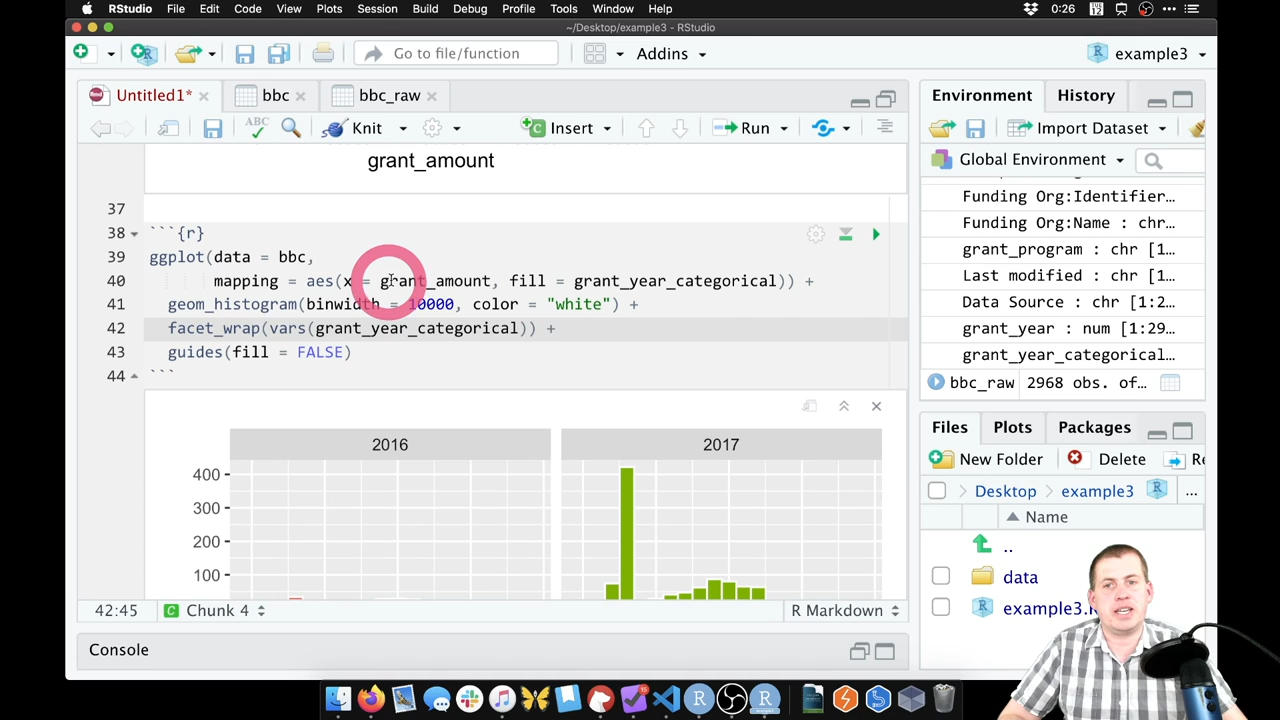 RStudio File Edit Code View Plots Session Build Debug Profile Tools Window Help 0:26
~/Desktop/example3 - RStudio
Go to file/function Addins example3
Untitled1* bbc bbc_raw
ABC Knit Insert Run
grant_amount
37
38 ```{r}
39 ggplot(data = bbc,
40 mapping = aes(x = grant_amount, fill = grant_year_categorical)) +
41 geom_histogram(binwidth = 10000, color = "white") +
42 facet_wrap(vars(grant_year_categorical)) +
43 guides(fill = FALSE)
44 ```
2016 2017
400
300
200
100
42:45 Chunk 4 R Markdown
Console
Environment History
Import Dataset
Global Environment
Funding Org:Identifier…
Funding Org:Name : chr …
grant_program : chr [1…
Last modified : chr [1…
Data Source : chr [1:2…
grant_year : num [1:29…
grant_year_categorical…
bbc_raw 2968 obs. of…
Files Plots Packages
New Folder Delete Re
Desktop example3 ...
Name
..
data
example3.R